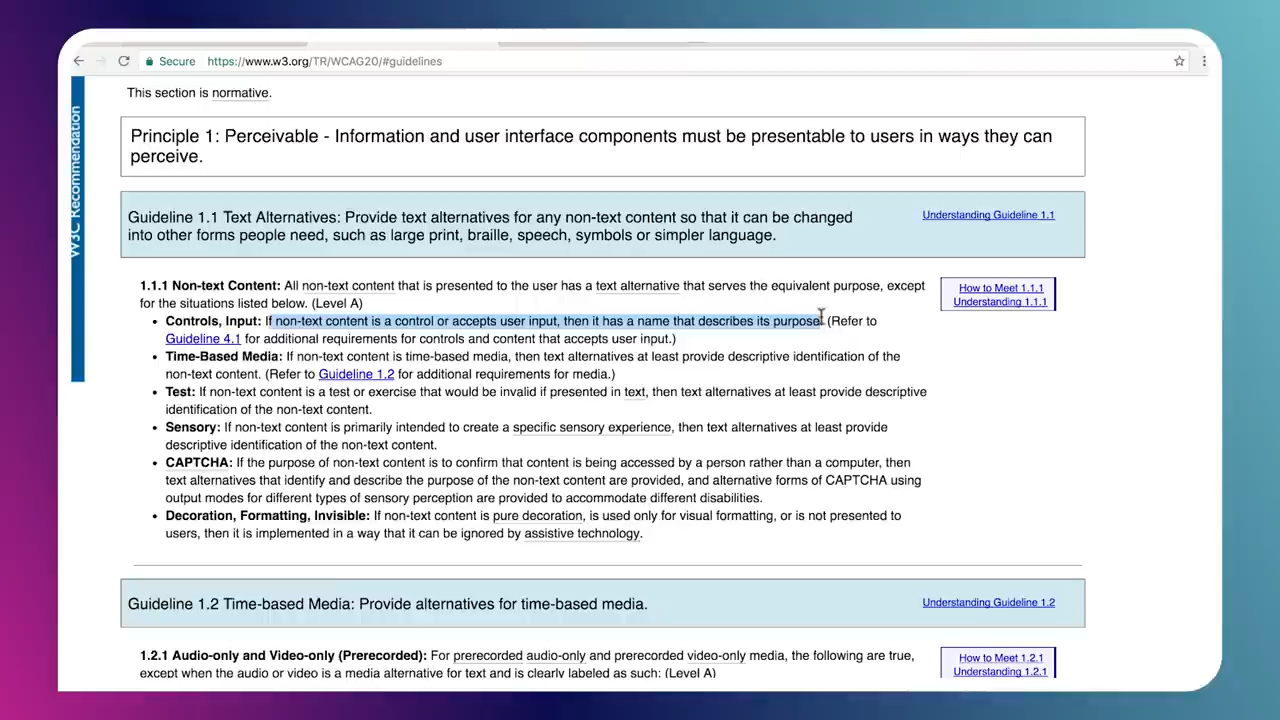 Secure https://www.w3.org/TR/WCAG20/#guidelines
W3C Recommendation
This section is normative.
Principle 1: Perceivable - Information and user interface components must be presentable to users in ways they can
perceive.
Guideline 1.1 Text Alternatives: Provide text alternatives for any non-text content so that it can be changed
into other forms people need, such as large print, braille, speech, symbols or simpler language.
Understanding Guideline 1.1
1.1.1 Non-text Content: All non-text content that is presented to the user has a text alternative that serves the equivalent purpose, except
for the situations listed below. (Level A)
How to Meet 1.1.1
Understanding 1.1.1
• Controls, Input: If non-text content is a control or accepts user input, then it has a name that describes its purpose. (Refer to
Guideline 4.1 for additional requirements for controls and content that accepts user input.)
• Time-Based Media: If non-text content is time-based media, then text alternatives at least provide descriptive identification of the
non-text content. (Refer to Guideline 1.2 for additional requirements for media.)
• Test: If non-text content is a test or exercise that would be invalid if presented in text, then text alternatives at least provide descriptive
identification of the non-text content.
• Sensory: If non-text content is primarily intended to create a specific sensory experience, then text alternatives at least provide
descriptive identification of the non-text content.
• CAPTCHA: If the purpose of non-text content is to confirm that content is being accessed by a person rather than a computer, then
text alternatives that identify and describe the purpose of the non-text content are provided, and alternative forms of CAPTCHA using
output modes for different types of sensory perception are provided to accommodate different disabilities.
• Decoration, Formatting, Invisible: If non-text content is pure decoration, is used only for visual formatting, or is not presented to
users, then it is implemented in a way that it can be ignored by assistive technology.
Guideline 1.2 Time-based Media: Provide alternatives for time-based media.
Understanding Guideline 1.2
1.2.1 Audio-only and Video-only (Prerecorded): For prerecorded audio-only and prerecorded video-only media, the following are true,
except when the audio or video is a media alternative for text and is clearly labeled as such: (Level A)
How to Meet 1.2.1
Understanding 1.2.1